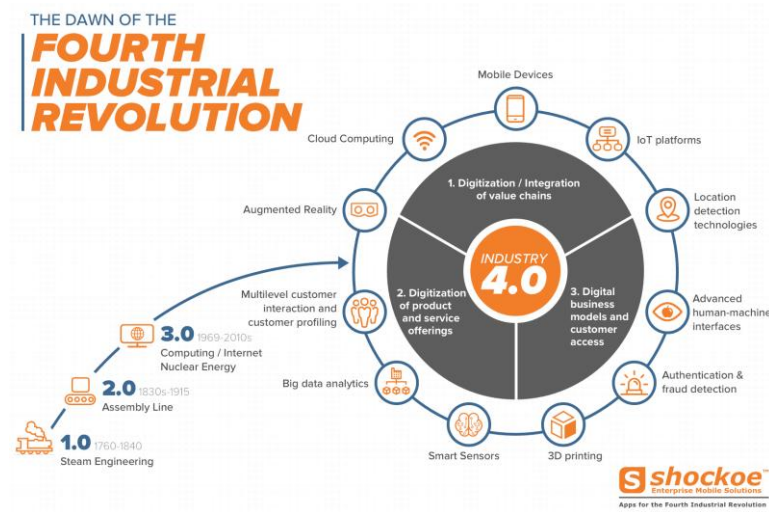 THE DAWN OF THE
FOURTH
INDUSTRIAL
REVOLUTION
Mobile Devices
Cloud Computing
IoT platforms
1. Digitization / Integration
of value chains
Augmented Reality
Location
detection
technologies
INDUSTRY
4.0
2. Digitization
of product
and service
offerings
3. Digital
business
models and
customer
access
Multilevel customer
interaction and
customer profiling
Advanced
human-machine
interfaces
3.0 1969-2010s
Computing / Internet
Nuclear Energy
Big data analytics
Authentication &
fraud detection
2.0 1830s-1915
Assembly Line
1.0 1760-1840
Steam Engineering
Smart Sensors
3D printing
S shockoe™
Enterprise Mobile Solutions
Apps for the Fourth Industrial Revolution